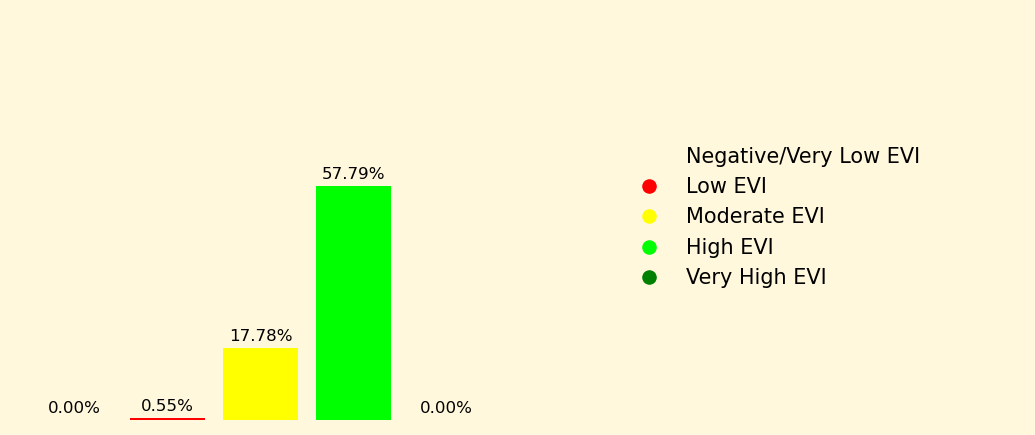 57.79%
17.78%
0.55%
0.00%
0.00%
Negative/Very Low EVI
Low EVI
Moderate EVI
High EVI
Very High EVI